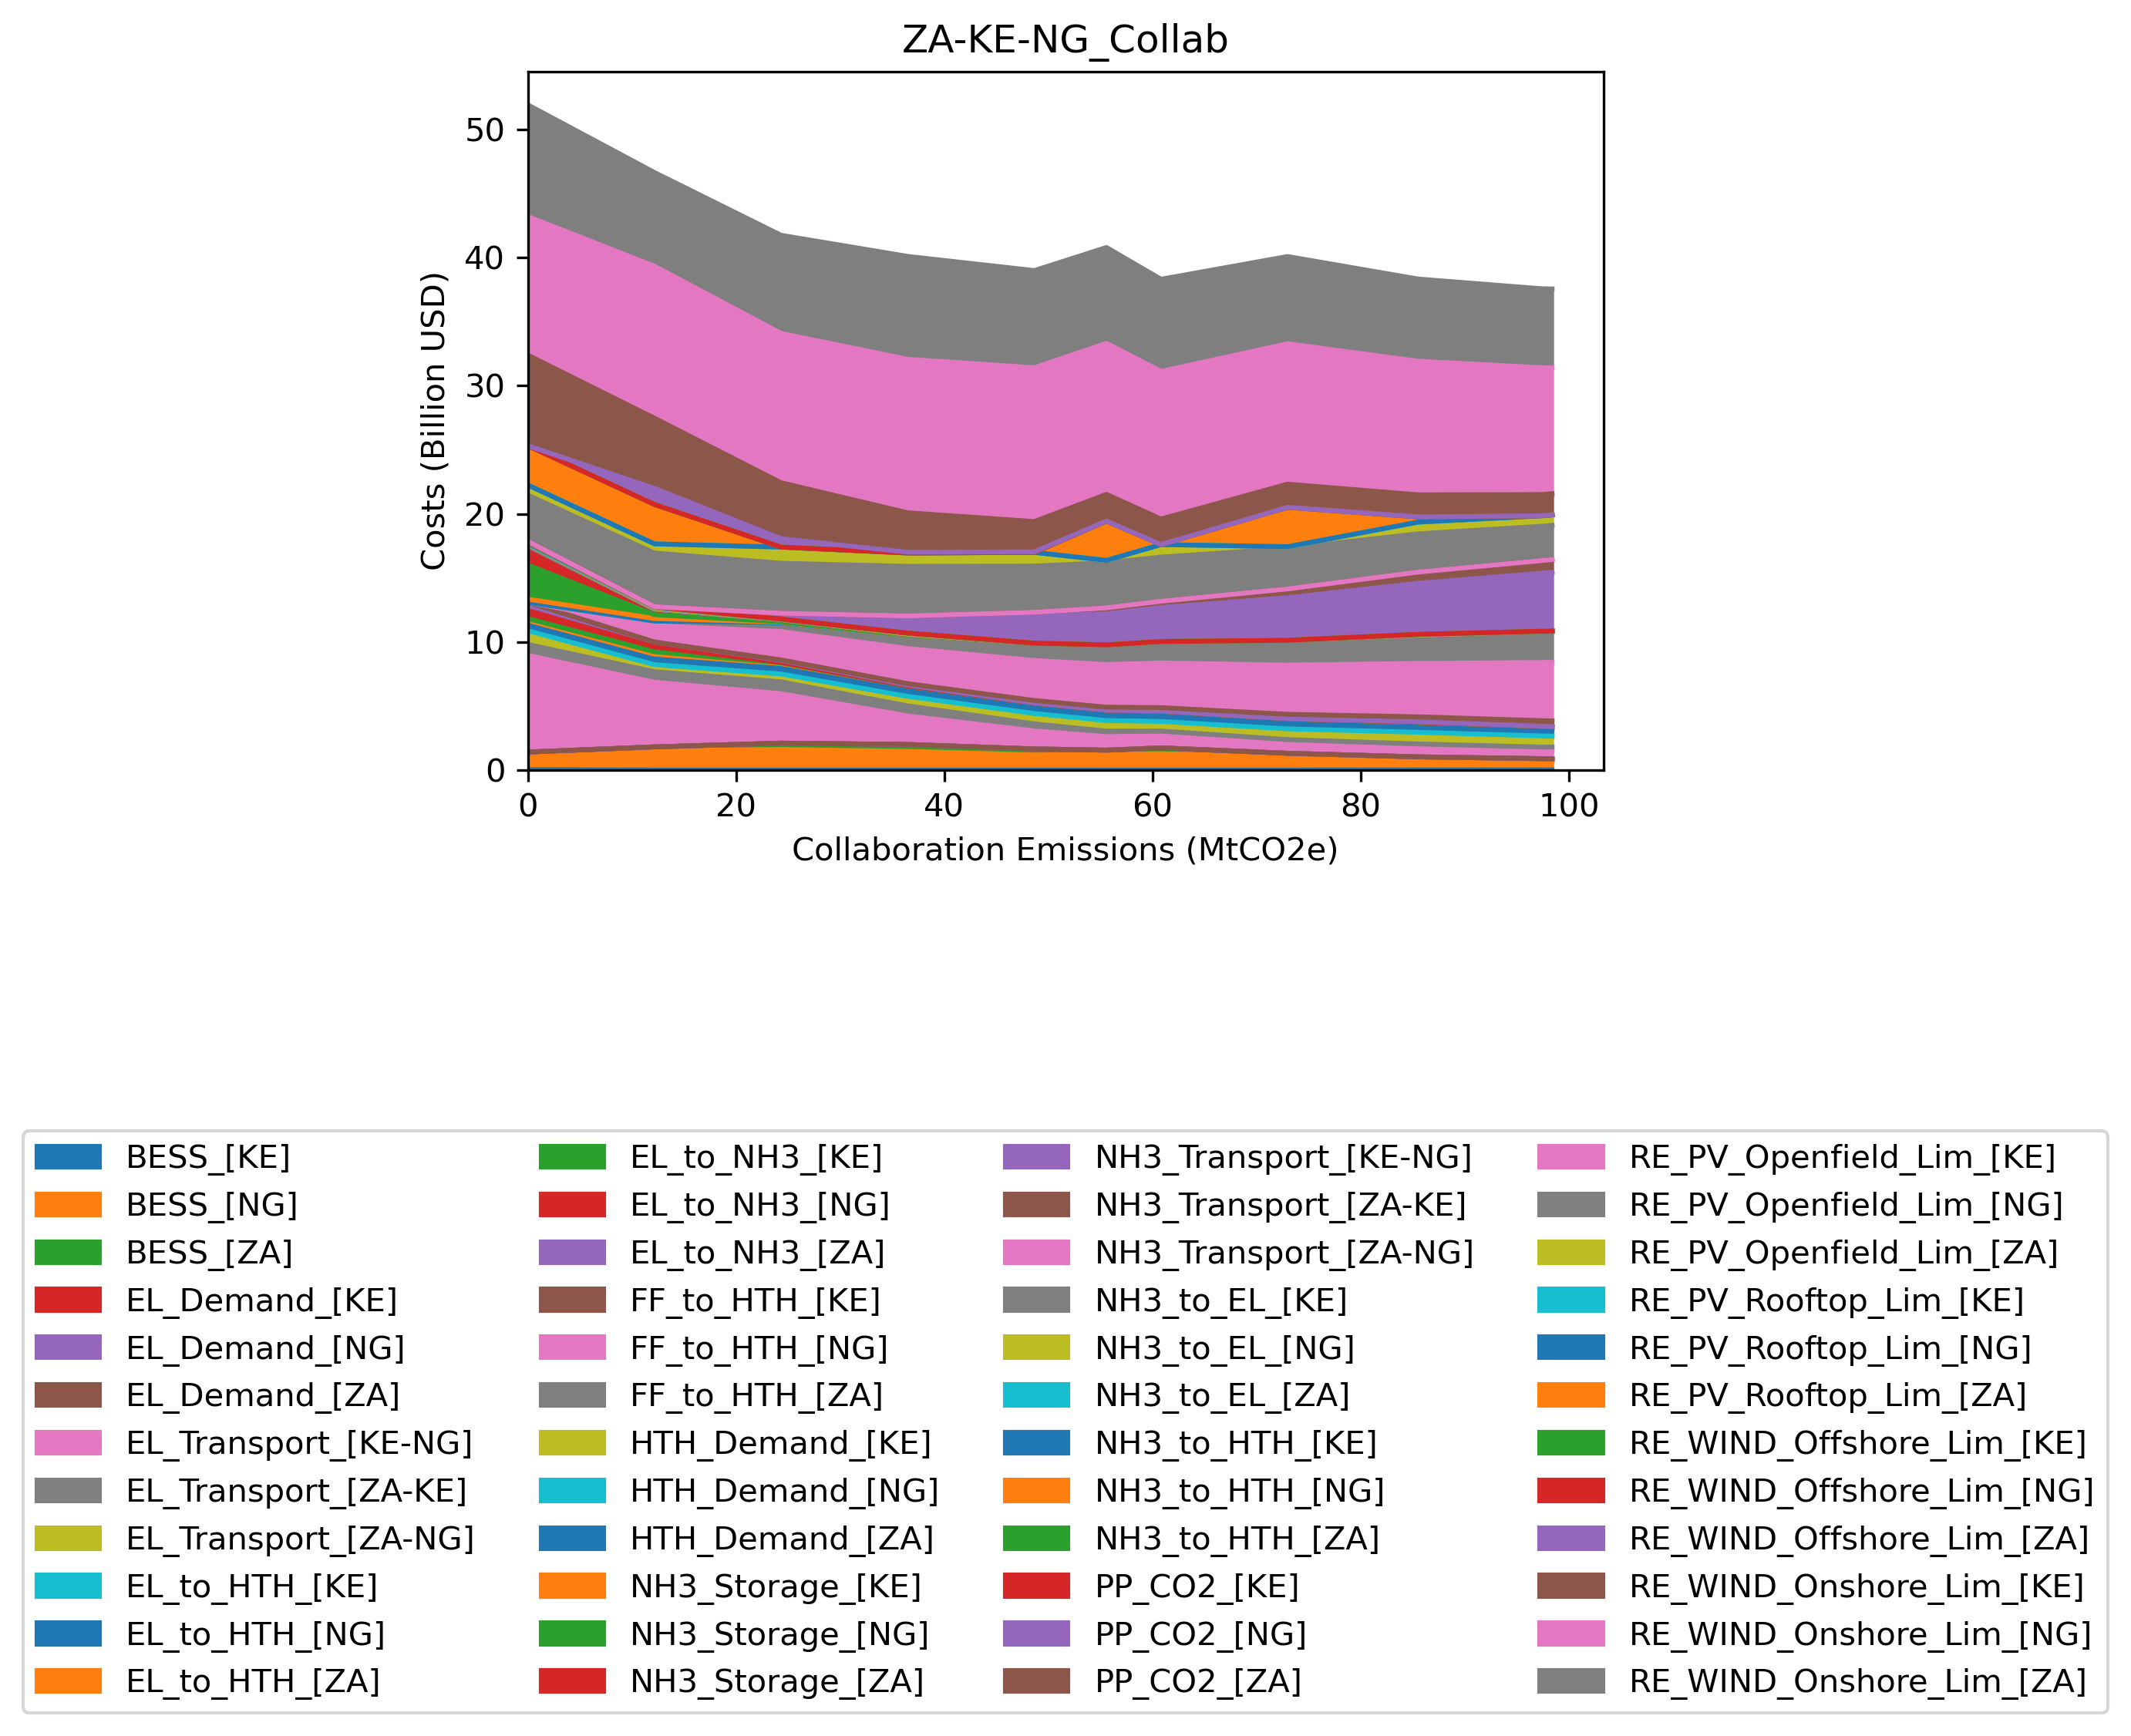 ZA-KE-NG_Collab
Costs (Billion USD)
50
40
30
20
10
0
0 20 40 60 80 100
Collaboration Emissions (MtCO2e)
BESS_[KE]
BESS_[NG]
BESS_[ZA]
EL_Demand_[KE]
EL_Demand_[NG]
EL_Demand_[ZA]
EL_Transport_[KE-NG]
EL_Transport_[ZA-KE]
EL_Transport_[ZA-NG]
EL_to_HTH_[KE]
EL_to_HTH_[NG]
EL_to_HTH_[ZA]
EL_to_NH3_[KE]
EL_to_NH3_[NG]
EL_to_NH3_[ZA]
FF_to_HTH_[KE]
FF_to_HTH_[NG]
FF_to_HTH_[ZA]
HTH_Demand_[KE]
HTH_Demand_[NG]
HTH_Demand_[ZA]
NH3_Storage_[KE]
NH3_Storage_[NG]
NH3_Storage_[ZA]
NH3_Transport_[KE-NG]
NH3_Transport_[ZA-KE]
NH3_Transport_[ZA-NG]
NH3_to_EL_[KE]
NH3_to_EL_[NG]
NH3_to_EL_[ZA]
NH3_to_HTH_[KE]
NH3_to_HTH_[NG]
NH3_to_HTH_[ZA]
PP_CO2_[KE]
PP_CO2_[NG]
PP_CO2_[ZA]
RE_PV_Openfield_Lim_[KE]
RE_PV_Openfield_Lim_[NG]
RE_PV_Openfield_Lim_[ZA]
RE_PV_Rooftop_Lim_[KE]
RE_PV_Rooftop_Lim_[NG]
RE_PV_Rooftop_Lim_[ZA]
RE_WIND_Offshore_Lim_[KE]
RE_WIND_Offshore_Lim_[NG]
RE_WIND_Offshore_Lim_[ZA]
RE_WIND_Onshore_Lim_[KE]
RE_WIND_Onshore_Lim_[NG]
RE_WIND_Onshore_Lim_[ZA]